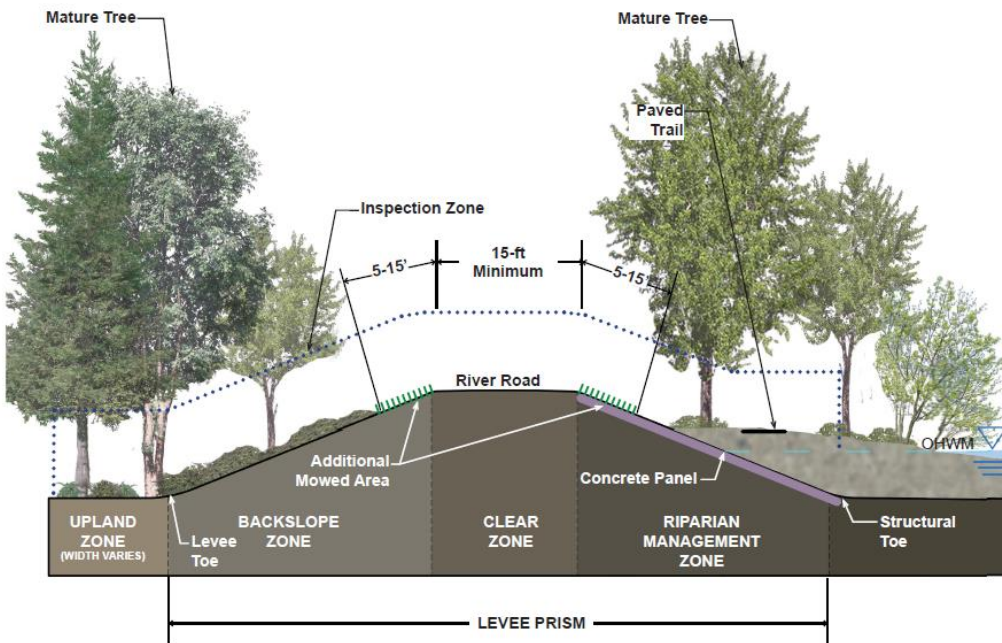 Mature Tree
Mature Tree
Paved
Trail
Inspection Zone
5-15'
15-ft
Minimum
5-15'
River Road
OHWM
Additional
Mowed Area
Concrete Panel
UPLAND
ZONE
(WIDTH VARIES)
Levee
Toe
BACKSLOPE
ZONE
CLEAR
ZONE
RIPARIAN
MANAGEMENT
ZONE
Structural
Toe
LEVEE PRISM